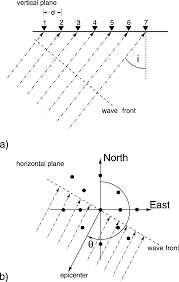 vertical plane
1 2 3 4 5 6 7
d
i
wave front
a)
horizontal plane
North
East
θ
wave front
epicenter
b)